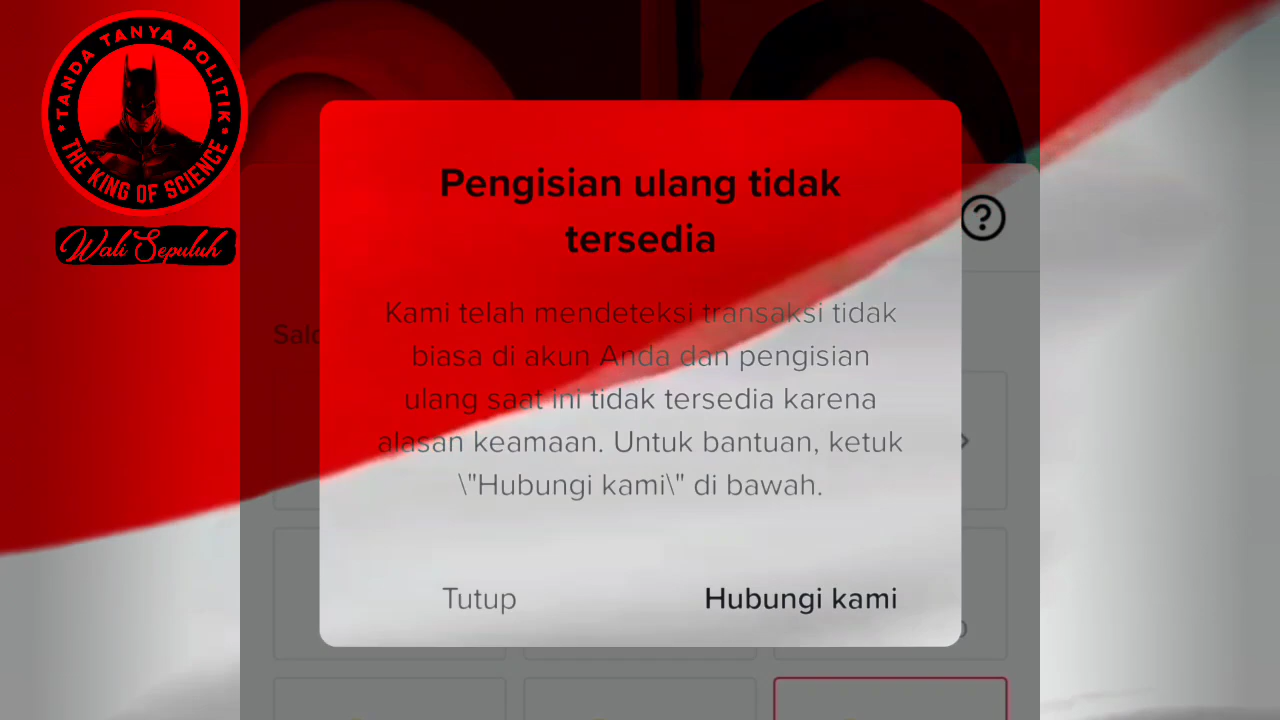 TANDA TANYA POLITIK
THE KING OF SCIENCE
Wali Sepuluh
Pengisian ulang tidak
tersedia
Kami telah mendeteksi transaksi tidak
biasa di akun Anda dan pengisian
ulang saat ini tidak tersedia karena
alasan keamaan. Untuk bantuan, ketuk
\"Hubungi kami\" di bawah.
Tutup
Hubungi kami